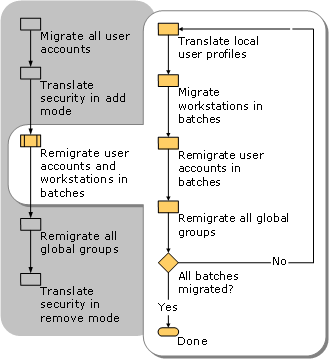 Migrate all user
accounts
Translate
security in add
mode
Remigrate user
accounts and
workstations in
batches
Remigrate all
global groups
Translate
security in
remove mode
Translate local
user profiles
Migrate
workstations in
batches
Remigrate user
accounts in
batches
Remigrate all global
groups
All batches
migrated?
No
Yes
Done